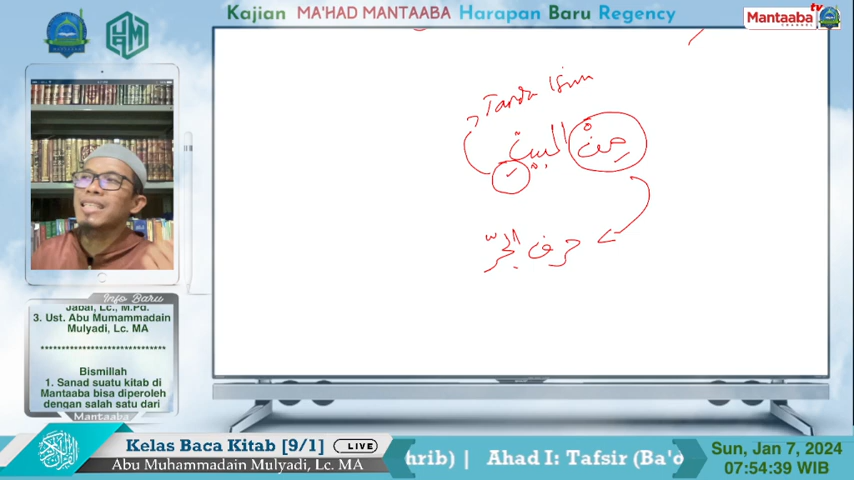 Kajian MA'HAD MANTAABA Harapan Baru Regency
Mantaaba tv
CHANNEL
Tanda Isim
مِنْ البيتِ
حرف الجرّ
Info Baru
Jabal, Lc., M.Pd.
3. Ust. Abu Mumammadain
Mulyadi, Lc. MA
******************************
Bismillah
1. Sanad suatu kitab di
Mantaaba bisa diperoleh
dengan salah satu dari
Mantaaba
Kelas Baca Kitab [9/1] LIVE
Abu Muhammadain Mulyadi, Lc. MA
hrib) | Ahad I: Tafsir (Ba'd
Sun, Jan 7, 2024
07:54:39 WIB